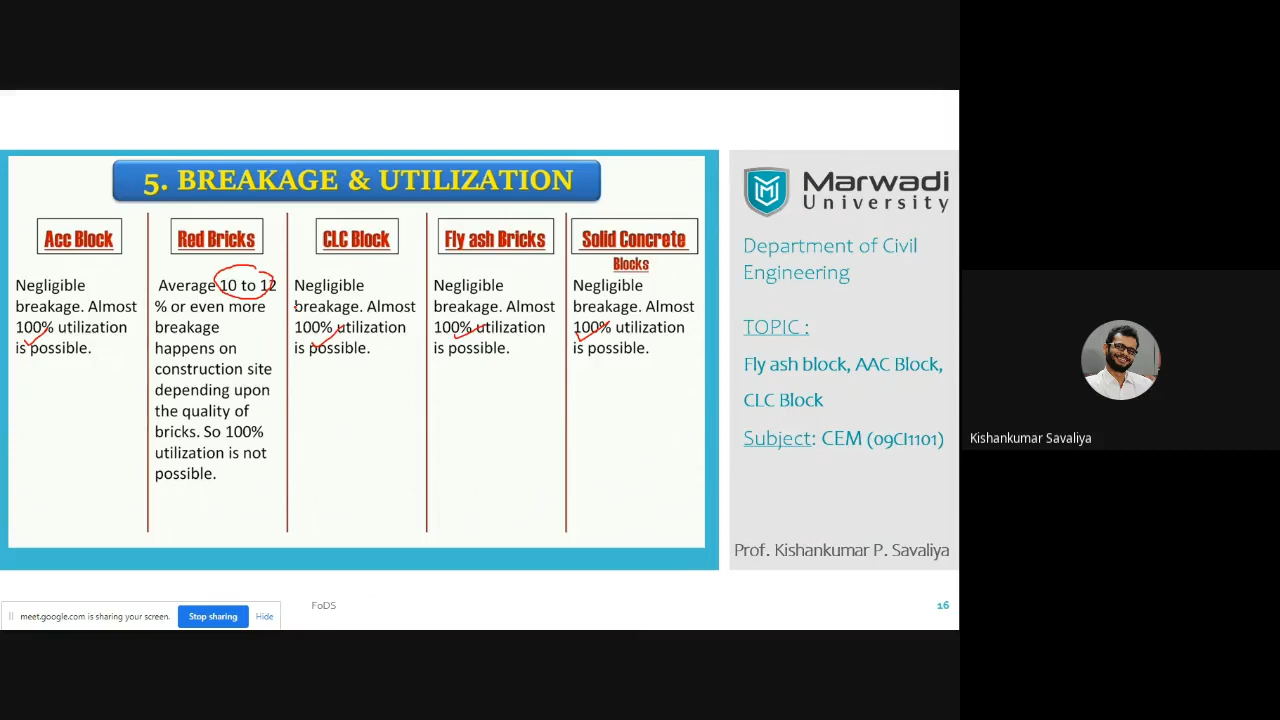 5. BREAKAGE & UTILIZATION
Acc Block
Negligible
breakage. Almost
100% utilization
is possible.
Red Bricks
Average 10 to 12
% or even more
breakage
happens on
construction site
depending upon
the quality of
bricks. So 100%
utilization is not
possible.
CLC Block
Negligible
breakage. Almost
100% utilization
is possible.
Fly ash Bricks
Negligible
breakage. Almost
100% utilization
is possible.
Solid Concrete
Blocks
Negligible
breakage. Almost
100% utilization
is possible.
Marwadi
University
Department of Civil
Engineering
TOPIC :
Fly ash block, AAC Block,
CLC Block
Subject: CEM (09CI1101)
Prof. Kishankumar P. Savaliya
Kishankumar Savaliya
meet.google.com is sharing your screen.
Stop sharing
Hide
FoDS
16